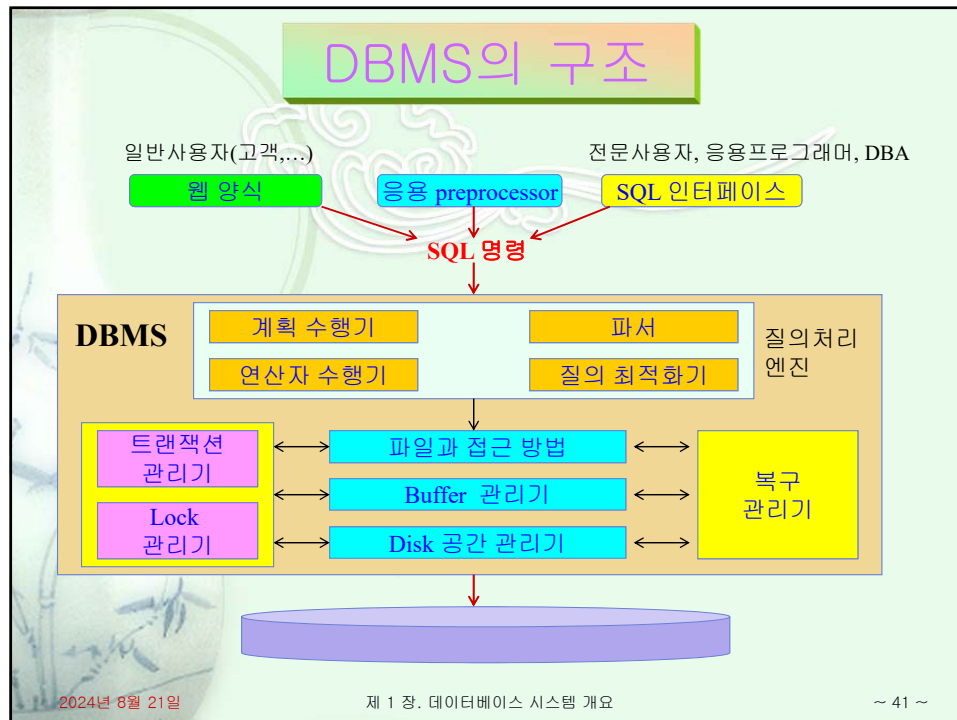 DBMS의 구조
일반사용자(고객,…)
전문사용자, 응용프로그래머, DBA
웹 양식
응용 preprocessor
SQL 인터페이스
SQL 명령
DBMS
계획 수행기
파서
연산자 수행기
질의 최적화기
질의처리
엔진
트랜잭션
관리기
Lock
관리기
파일과 접근 방법
Buffer 관리기
Disk 공간 관리기
복구
관리기
2024년 8월 21일
제 1 장. 데이터베이스 시스템 개요
~ 41 ~